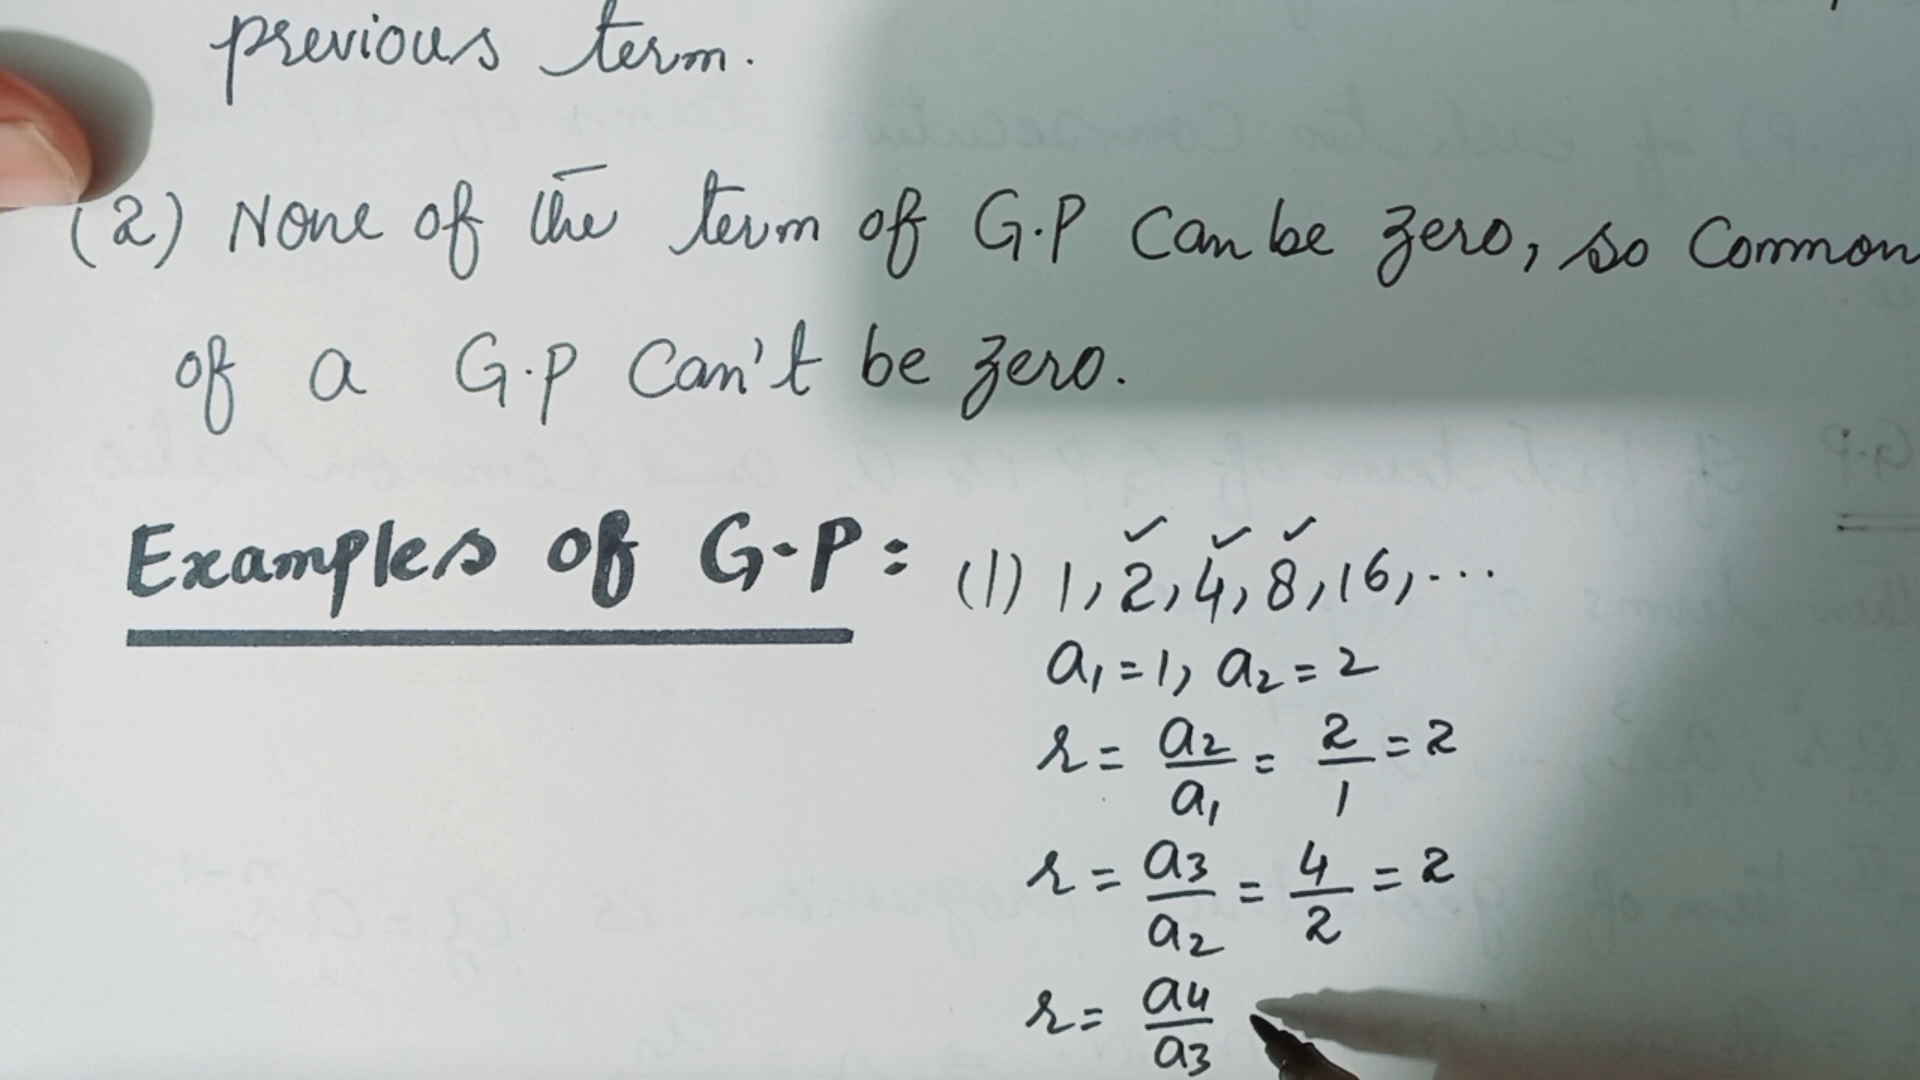 previous term.
(2) None of the term of G.P Can be zero, so Common
of a G.P Can't be zero.
Examples of G.P: (1) 1, 2, 4, 8, 16, ...
a₁ = 1, a₂ = 2
r = a₂/a₁ = 2/1 = 2
r = a₃/a₂ = 4/2 = 2
r = a₄/a₃